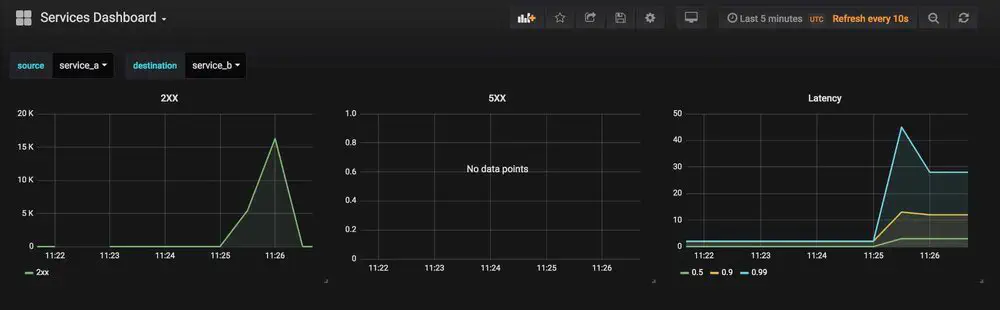 Services Dashboard
Last 5 minutes UTC Refresh every 10s
source service_a destination service_b
2XX
20 K
15 K
10 K
5 K
0
11:22 11:23 11:24 11:25 11:26
2xx
5XX
1.0
0.8
0.6
0.4
0.2
0
No data points
11:22 11:23 11:24 11:25 11:26
Latency
50
40
30
20
10
0
11:22 11:23 11:24 11:25 11:26
0.5 0.9 0.99